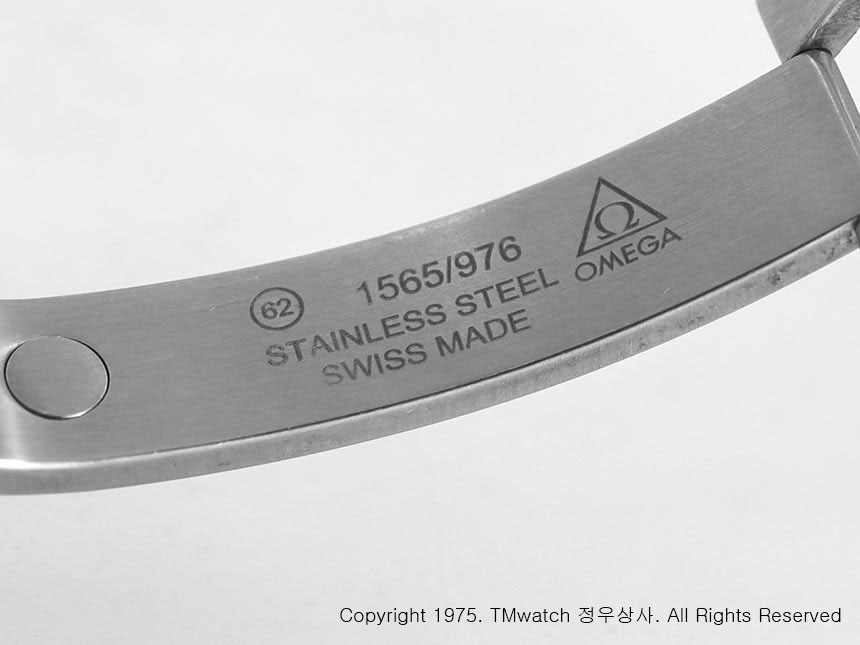 62 1565/976
STAINLESS STEEL
SWISS MADE
Ω
OMEGA
Copyright 1975. TMwatch 정우상사. All Rights Reserved